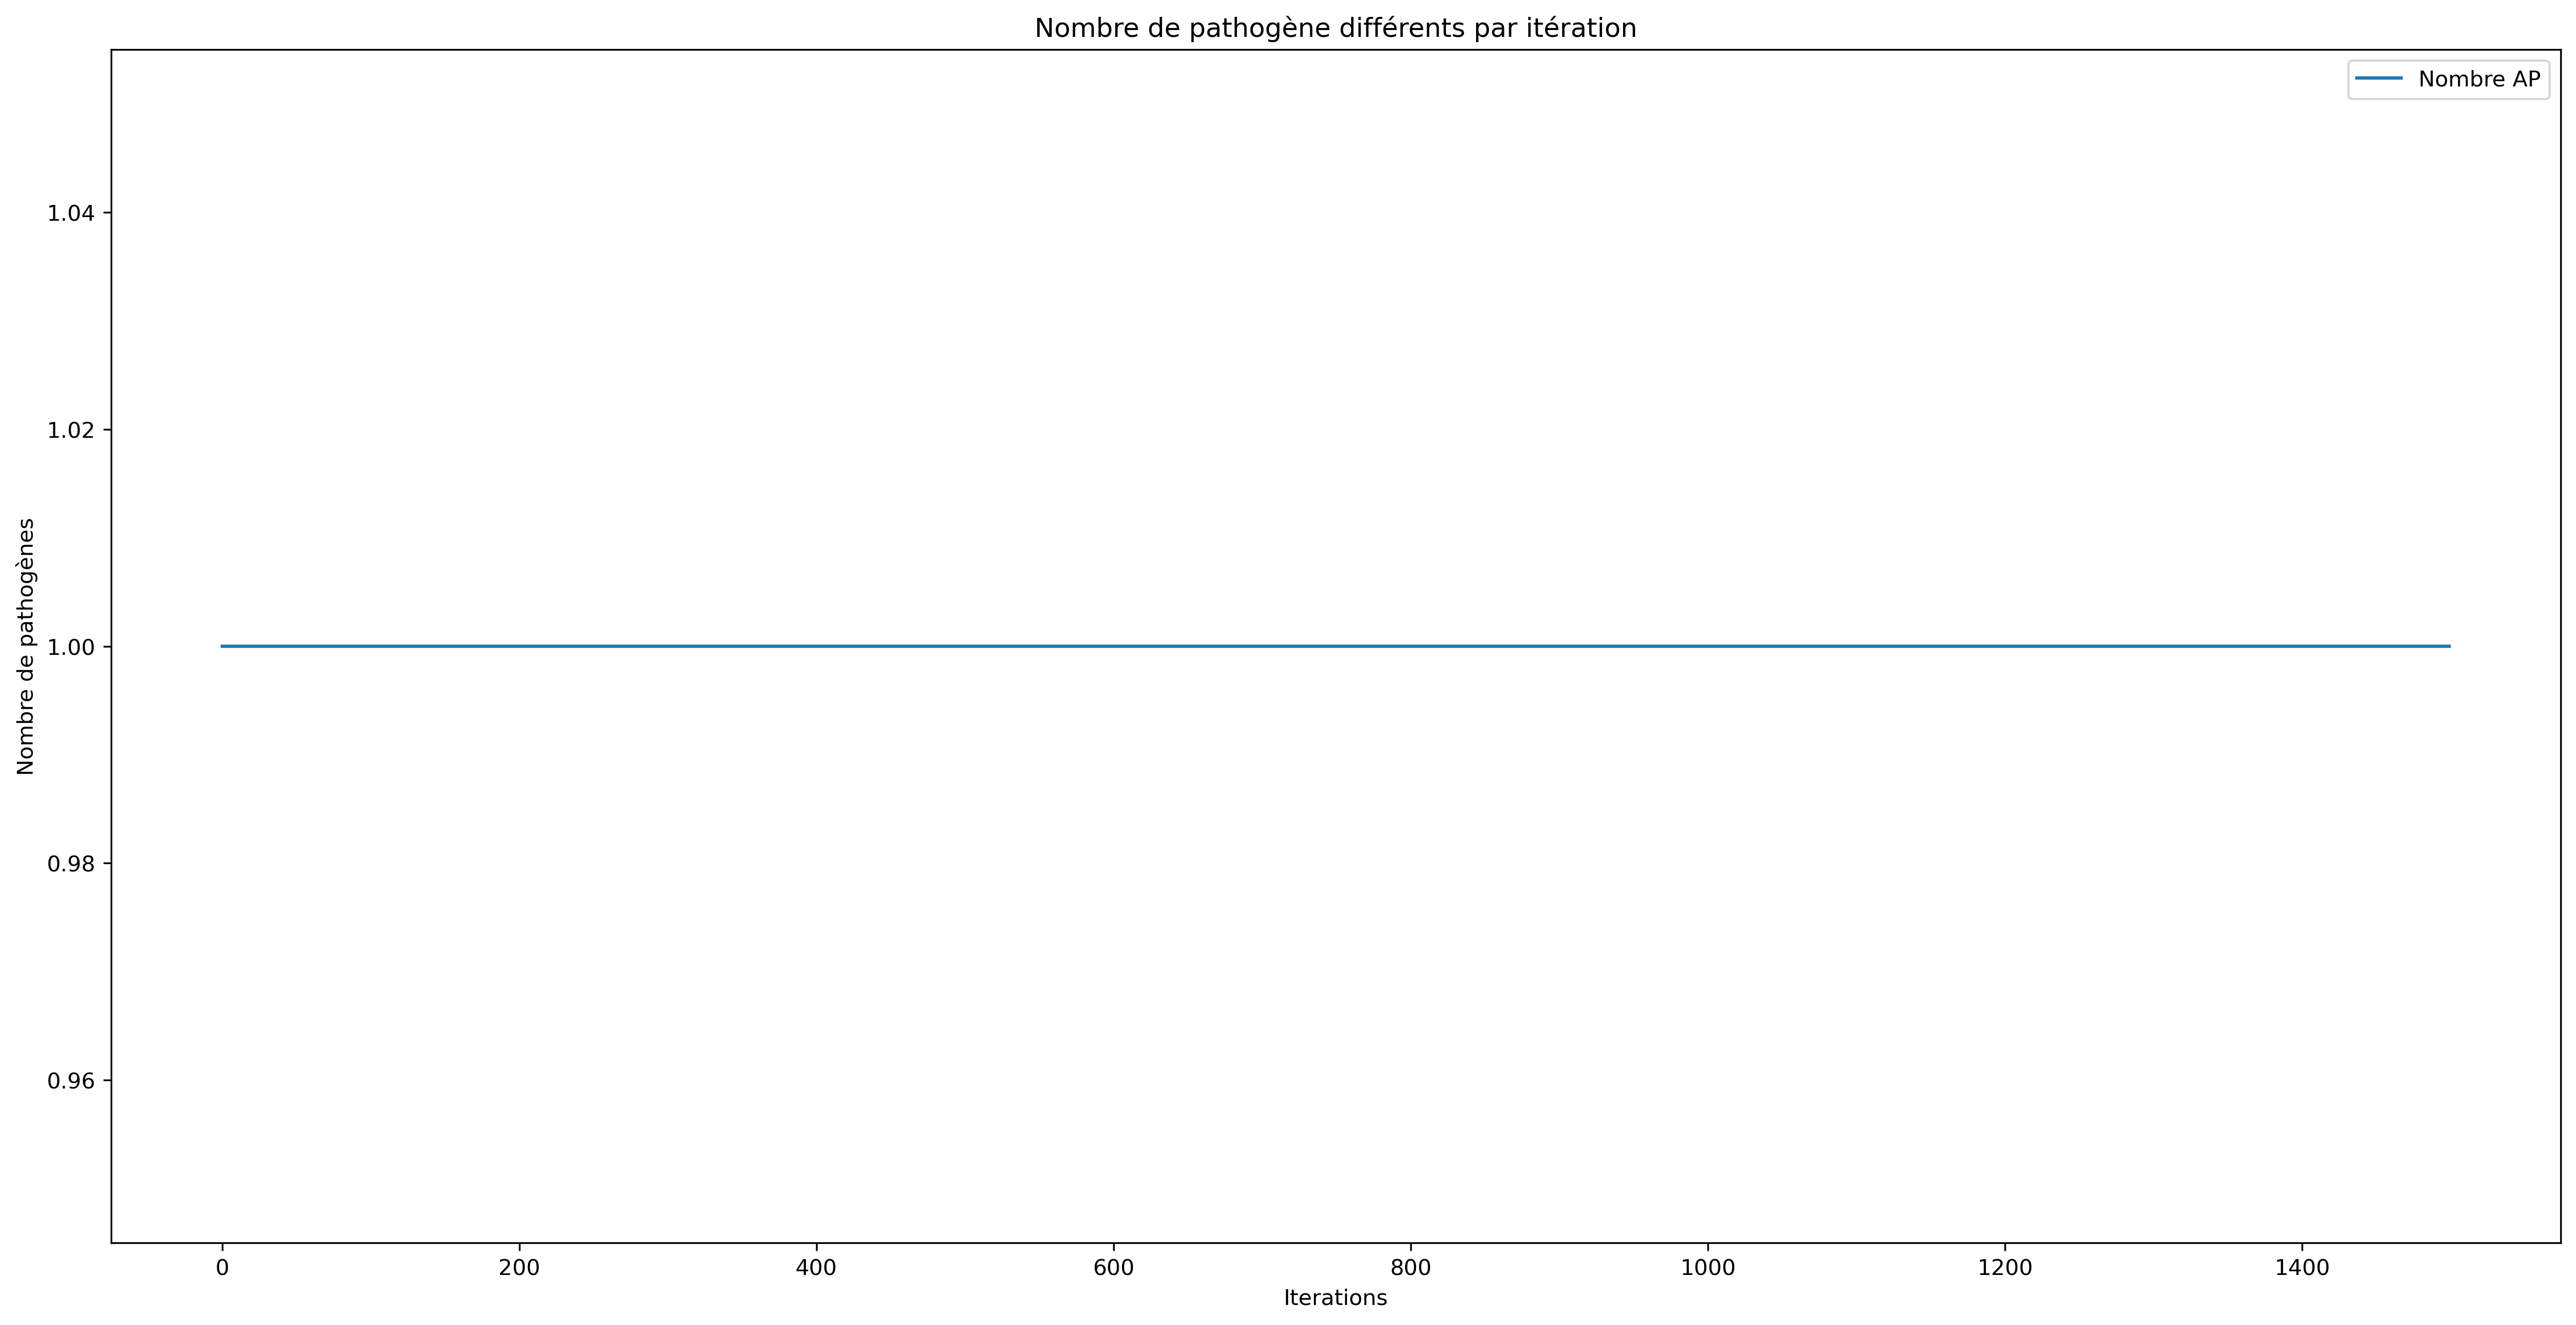 Nombre de pathogène différents par itération
Nombre AP
1.04
1.02
1.00
0.98
0.96
Nombre de pathogènes
0 200 400 600 800 1000 1200 1400
Iterations